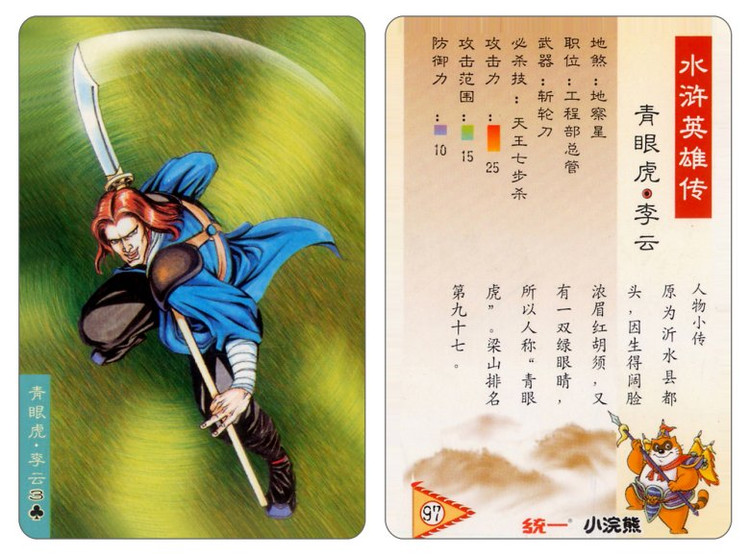 青眼虎·李云
3
水浒英雄传
青眼虎·李云
地煞：地察星
职位：工程部总管
武器：斩轮刀
必杀技：天王七步杀
攻击力：25
攻击范围：15
防御力：10
人物小传
原为沂水县都
头，因生得阔脸
浓眉红胡须，又
有一双绿眼睛，
所以人称“青眼
虎”。梁山排名
第九十七。
97
统一® 小浣熊